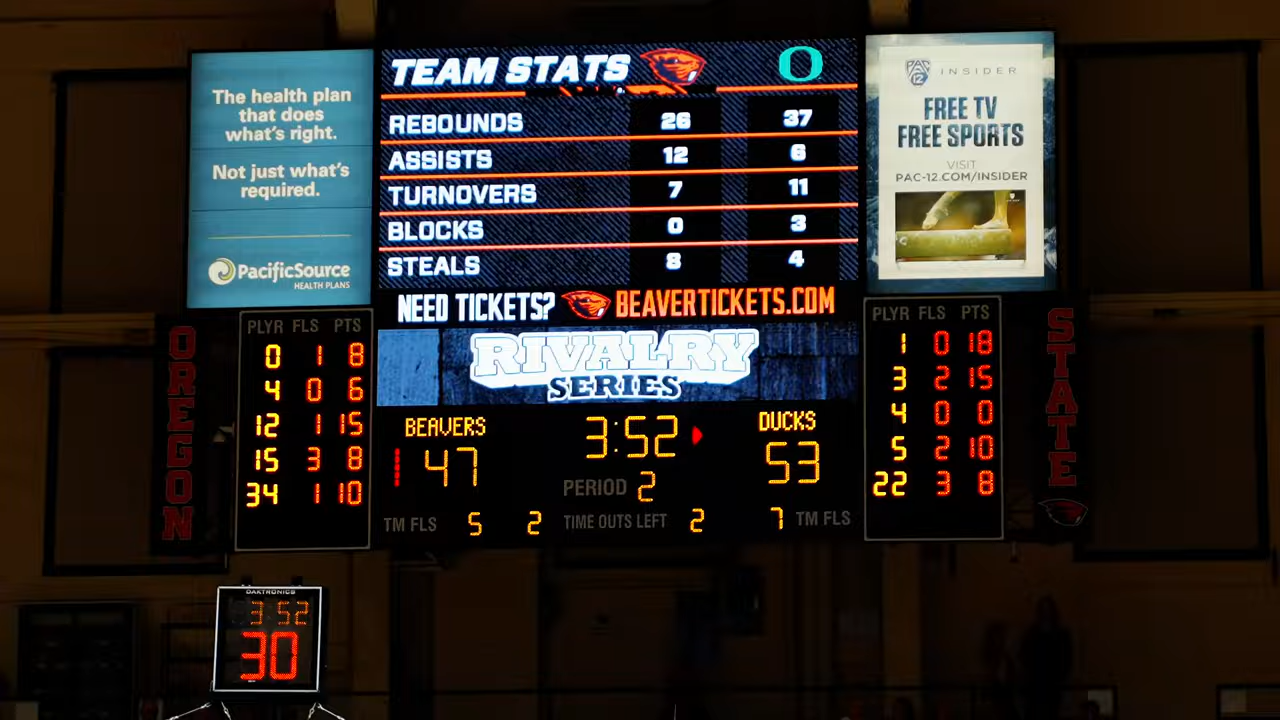 The health plan
that does
what's right.
Not just what's
required.
PacificSource
HEALTH PLANS
TEAM STATS O
REBOUNDS 26 37
ASSISTS 12 6
TURNOVERS 7 11
BLOCKS 0 3
STEALS 8 4
NEED TICKETS? BEAVERTICKETS.COM
RIVALRY
SERIES
PAC 12 INSIDER
FREE TV
FREE SPORTS
VISIT
PAC-12.COM/INSIDER
OREGON
PLYR FLS PTS
0 1 8
4 0 6
12 1 15
15 3 8
34 1 10
BEAVERS 3:52 DUCKS
47 53
PERIOD 2
TM FLS 5 2 TIME OUTS LEFT 2 7 TM FLS
PLYR FLS PTS
1 0 18
3 2 15
4 0 0
5 2 10
22 3 8
STATE
DAKTRONICS
3 52
30